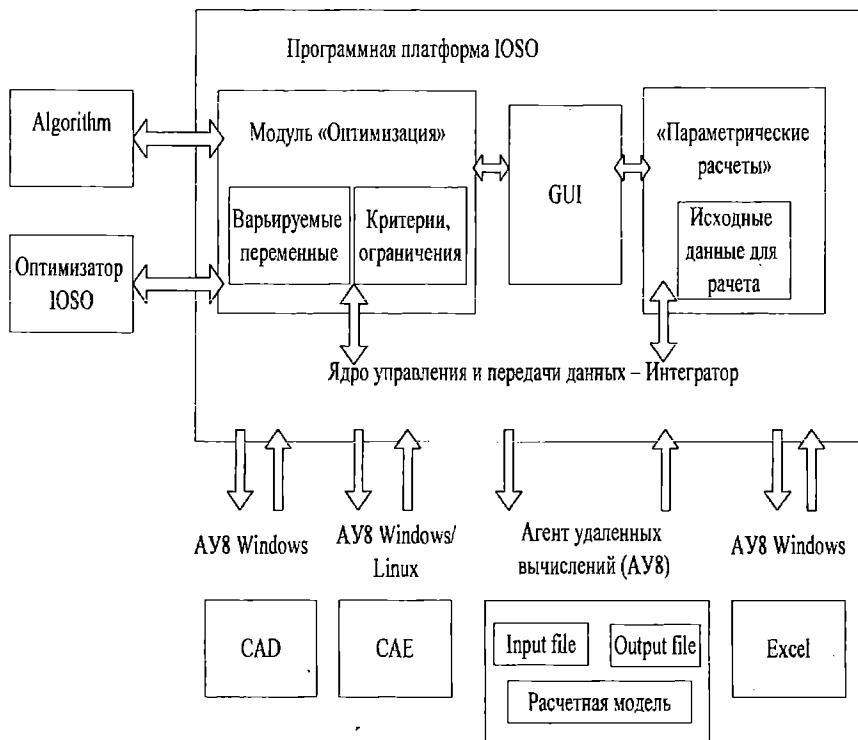 Программная платформа IOSO
Algorithm
Оптимизатор
IOSO
Модуль «Оптимизация»
Варьируемые
переменные
Критерии,
ограничения
GUI
«Параметрические
расчеты»
Исходные
данные для
рачета
Ядро управления и передачи данных – Интегратор
АУ8 Windows
АУ8 Windows/
Linux
Агент удаленных
вычислений (АУ8)
АУ8 Windows
CAD
CAE
Input file
Output file
Расчетная модель
Excel